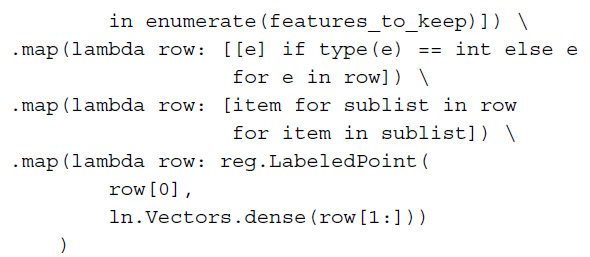 in enumerate(features_to_keep)]) \
.map(lambda row: [[e] if type(e) == int else e
                  for e in row]) \
.map(lambda row: [item for sublist in row
                  for item in sublist]) \
.map(lambda row: reg.LabeledPoint(
        row[0],
        ln.Vectors.dense(row[1:]))
    )